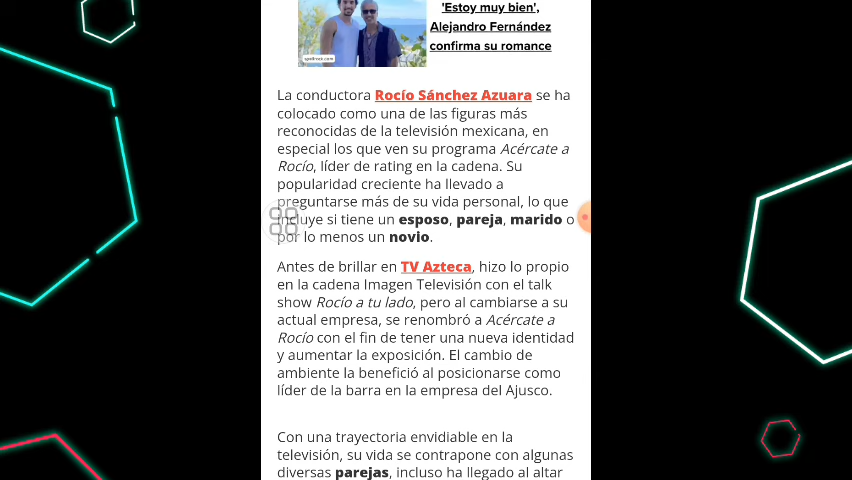 'Estoy muy bien',
Alejandro Fernández
confirma su romance
La conductora Rocío Sánchez Azuara se ha
colocado como una de las figuras más
reconocidas de la televisión mexicana, en
especial los que ven su programa Acércate a
Rocío, líder de rating en la cadena. Su
popularidad creciente ha llevado a
preguntarse más de su vida personal, lo que
incluye si tiene un esposo, pareja, marido o
por lo menos un novio.
Antes de brillar en TV Azteca, hizo lo propio
en la cadena Imagen Televisión con el talk
show Rocío a tu lado, pero al cambiarse a su
actual empresa, se renombró a Acércate a
Rocío con el fin de tener una nueva identidad
y aumentar la exposición. El cambio de
ambiente la benefició al posicionarse como
líder de la barra en la empresa del Ajusco.
Con una trayectoria envidiable en la
televisión, su vida se contrapone con algunas
diversas parejas, incluso ha llegado al altar